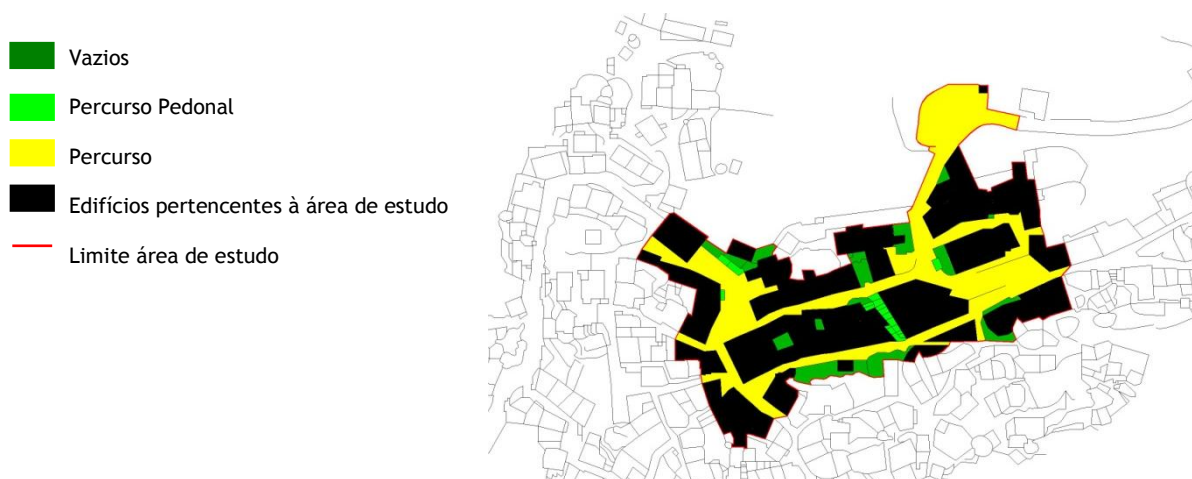 Vazios
Percurso Pedonal
Percurso
Edifícios pertencentes à área de estudo
Limite área de estudo